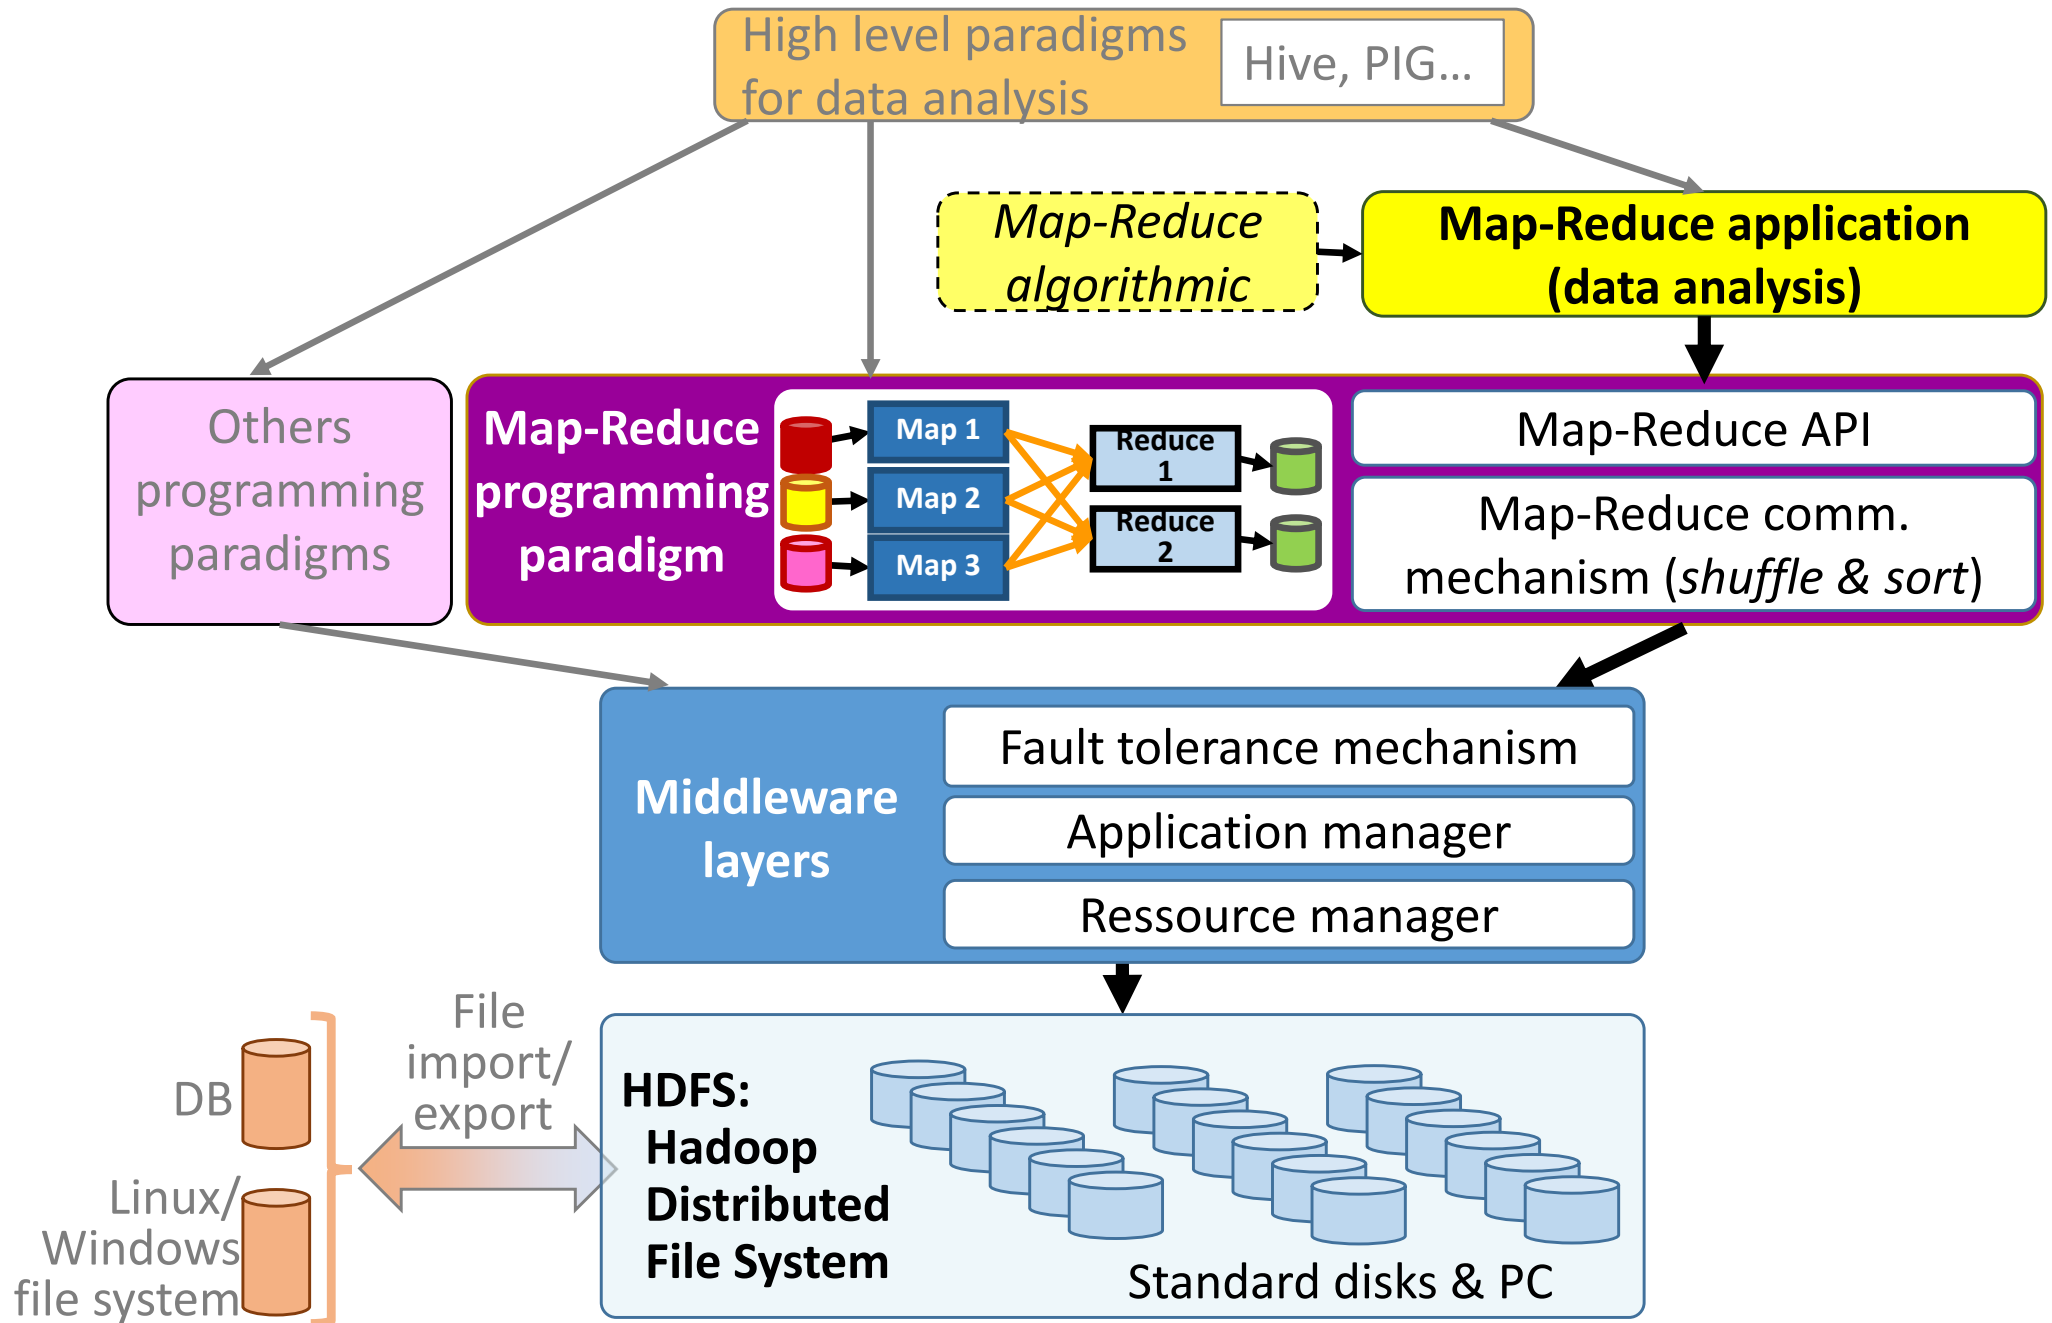 High level paradigms
for data analysis
Hive, PIG...
Map-Reduce
algorithmic
Map-Reduce application
(data analysis)
Others
programming
paradigms
Map-Reduce
programming
paradigm
Map 1
Map 2
Map 3
Reduce
1
Reduce
2
Map-Reduce API
Map-Reduce comm.
mechanism (shuffle & sort)
Middleware
layers
Fault tolerance mechanism
Application manager
Ressource manager
DB
Linux/
Windows
file system
File
import/
export
HDFS:
Hadoop
Distributed
File System
Standard disks & PC